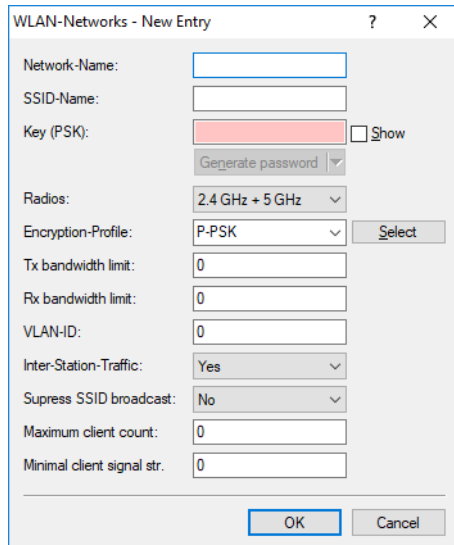 WLAN-Networks - New Entry ? ×
Network-Name:
SSID-Name:
Key (PSK): Show
Generate password
Radios: 2.4 GHz + 5 GHz
Encryption-Profile: P-PSK Select
Tx bandwidth limit: 0
Rx bandwidth limit: 0
VLAN-ID: 0
Inter-Station-Traffic: Yes
Supress SSID broadcast: No
Maximum client count: 0
Minimal client signal str. 0
OK Cancel